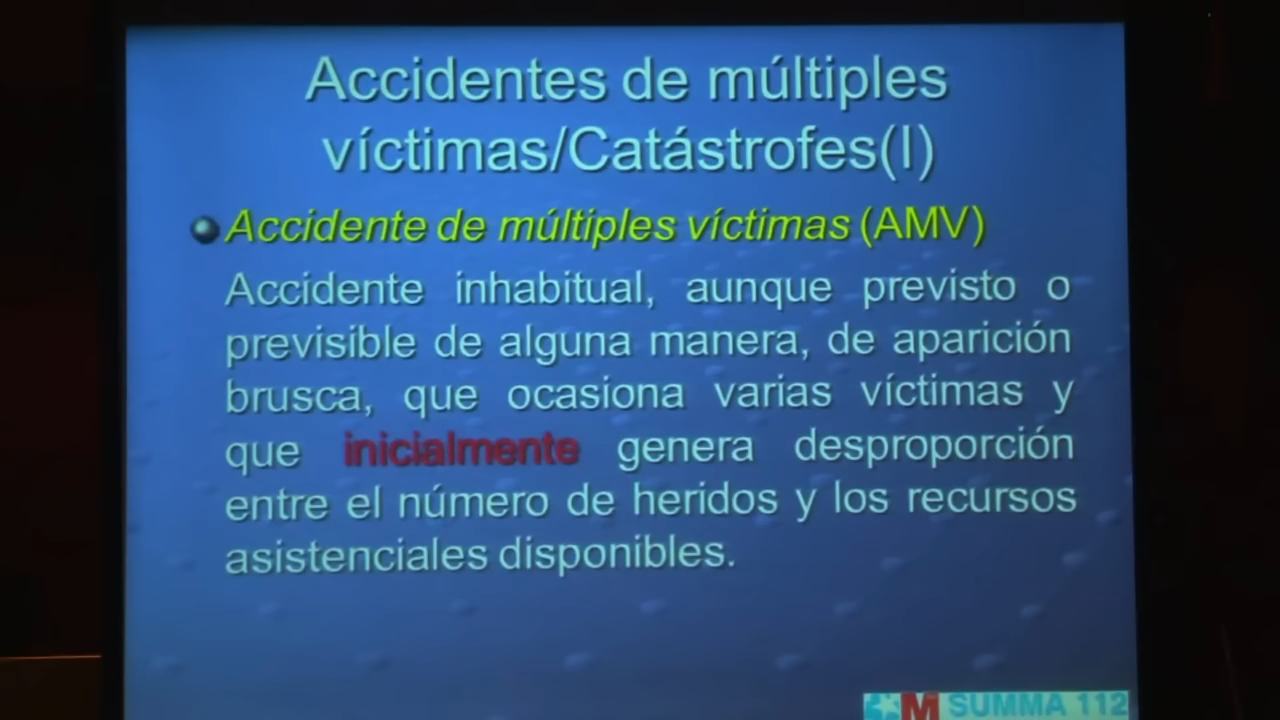 Accidentes de múltiples
víctimas/Catástrofes(I)
Accidente de múltiples víctimas (AMV)
Accidente inhabitual, aunque previsto o
previsible de alguna manera, de aparición
brusca, que ocasiona varias víctimas y
que inicialmente genera desproporción
entre el número de heridos y los recursos
asistenciales disponibles.
M SUMMA 112